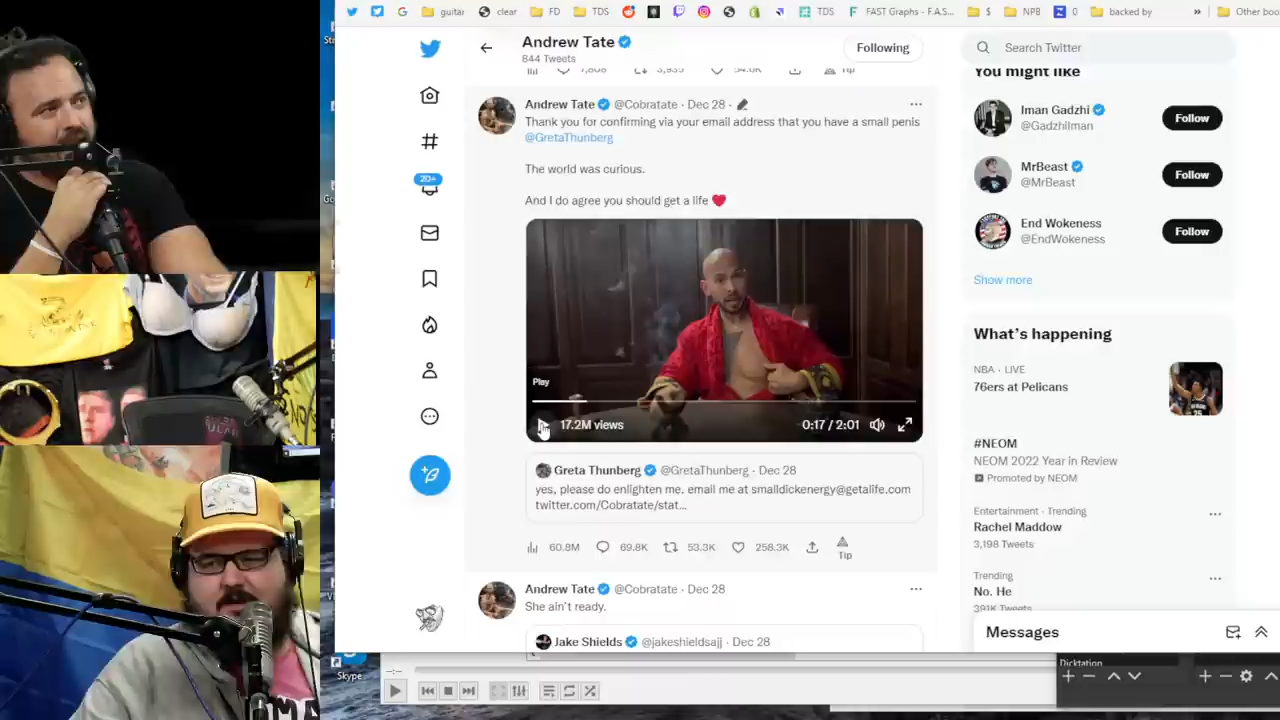 guitar
clear
FD
TDS
TDS
FAST Graphs - F.A.S...
$
NPB
0
backed by
»
Other boo
Andrew Tate
844 Tweets
Following
Search Twitter
You might like
Tip
Andrew Tate @Cobratate · Dec 28 ·
Thank you for confirming via your email address that you have a small penis
@GretaThunberg
The world was curious.
And I do agree you should get a life ❤️
Play
17.2M views
0:17 / 2:01
Greta Thunberg @GretaThunberg · Dec 28
yes, please do enlighten me. email me at smalldickenergy@getalife.com
twitter.com/Cobratate/stat...
60.8M
69.8K
53.3K
258.3K
Tip
Andrew Tate @Cobratate · Dec 28
She ain't ready.
Jake Shields @jakeshieldsajj · Dec 28
20+
Iman Gadzhi
@GadzhiIman
Follow
MrBeast
@MrBeast
Follow
End Wokeness
@EndWokeness
Follow
Show more
What's happening
NBA · LIVE
76ers at Pelicans
#NEOM
NEOM 2022 Year in Review
Promoted by NEOM
Entertainment · Trending
Rachel Maddow
3,198 Tweets
Trending
No. He
391K Tweets
Messages
Skype
Dicktation